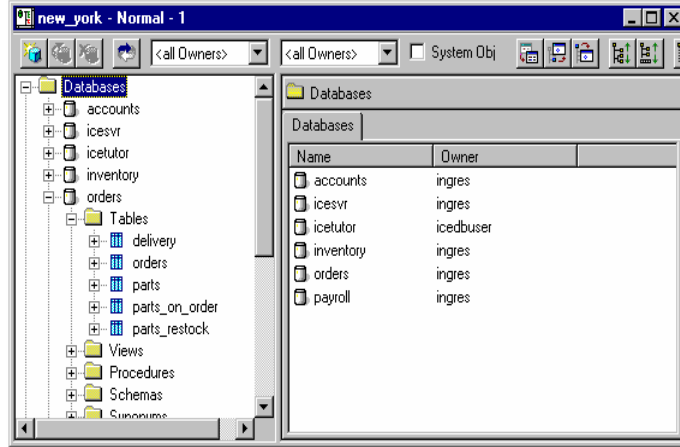 new_york - Normal - 1
<all Owners> <all Owners> System Obj
Databases
accounts
icesvr
icetutor
inventory
orders
Tables
delivery
orders
parts
parts_on_order
parts_restock
Views
Procedures
Schemas
Synonyms
Databases
Databases
Name Owner
accounts ingres
icesvr ingres
icetutor icedbuser
inventory ingres
orders ingres
payroll ingres